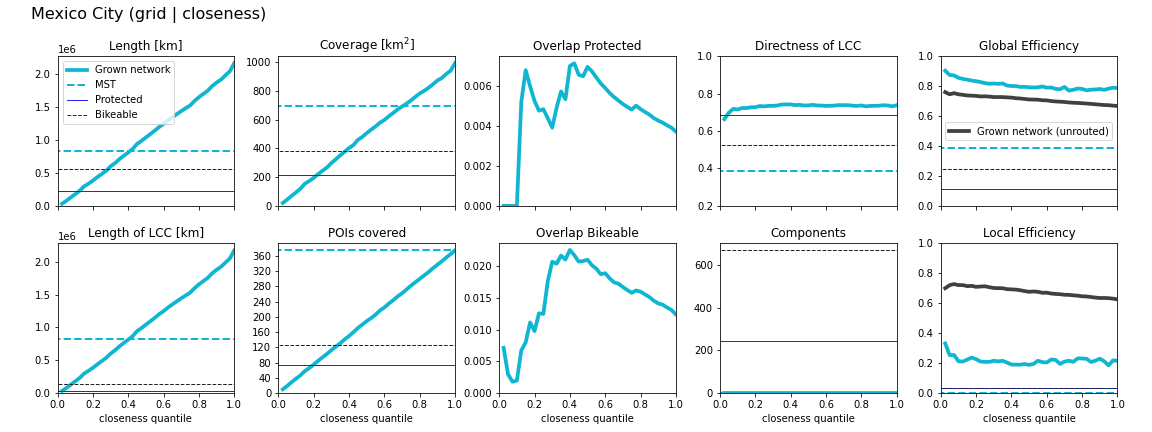 Mexico City (grid | closeness)
Length [km]
1e6
2.0
1.5
1.0
0.5
0.0
Grown network
MST
Protected
Bikeable
Coverage [km²]
1000
800
600
400
200
0
Overlap Protected
0.006
0.004
0.002
0.000
Directness of LCC
1.0
0.8
0.6
0.4
0.2
Global Efficiency
1.0
0.8
0.6
0.4
0.2
0.0
Grown network (unrouted)
Length of LCC [km]
1e6
2.0
1.5
1.0
0.5
0.0
0.0 0.2 0.4 0.6 0.8 1.0
closeness quantile
POIs covered
360
320
280
240
200
160
120
80
40
0
0.0 0.2 0.4 0.6 0.8 1.0
closeness quantile
Overlap Bikeable
0.020
0.015
0.010
0.005
0.000
0.0 0.2 0.4 0.6 0.8 1.0
closeness quantile
Components
600
400
200
0
0.0 0.2 0.4 0.6 0.8 1.0
closeness quantile
Local Efficiency
1.0
0.8
0.6
0.4
0.2
0.0
0.0 0.2 0.4 0.6 0.8 1.0
closeness quantile